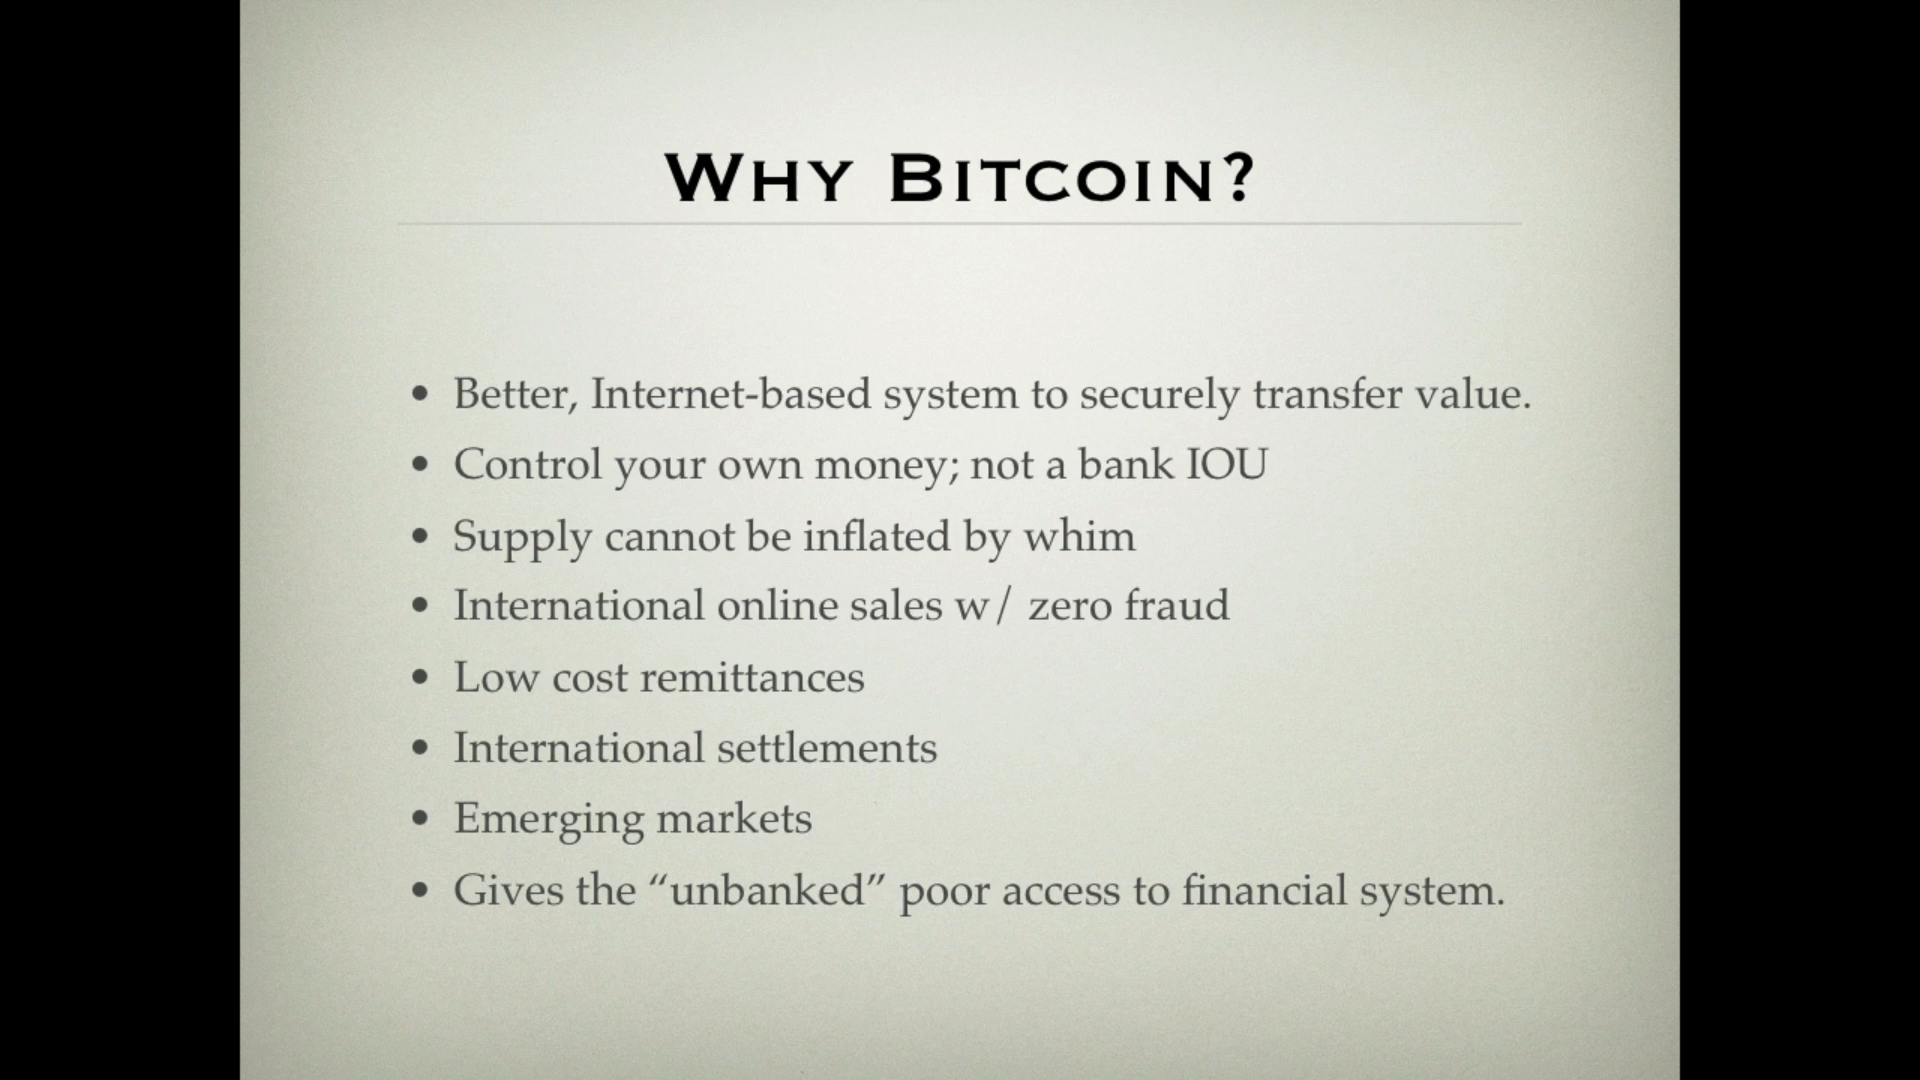 WHY BITCOIN?
• Better, Internet-based system to securely transfer value.
• Control your own money; not a bank IOU
• Supply cannot be inflated by whim
• International online sales w/ zero fraud
• Low cost remittances
• International settlements
• Emerging markets
• Gives the “unbanked” poor access to financial system.